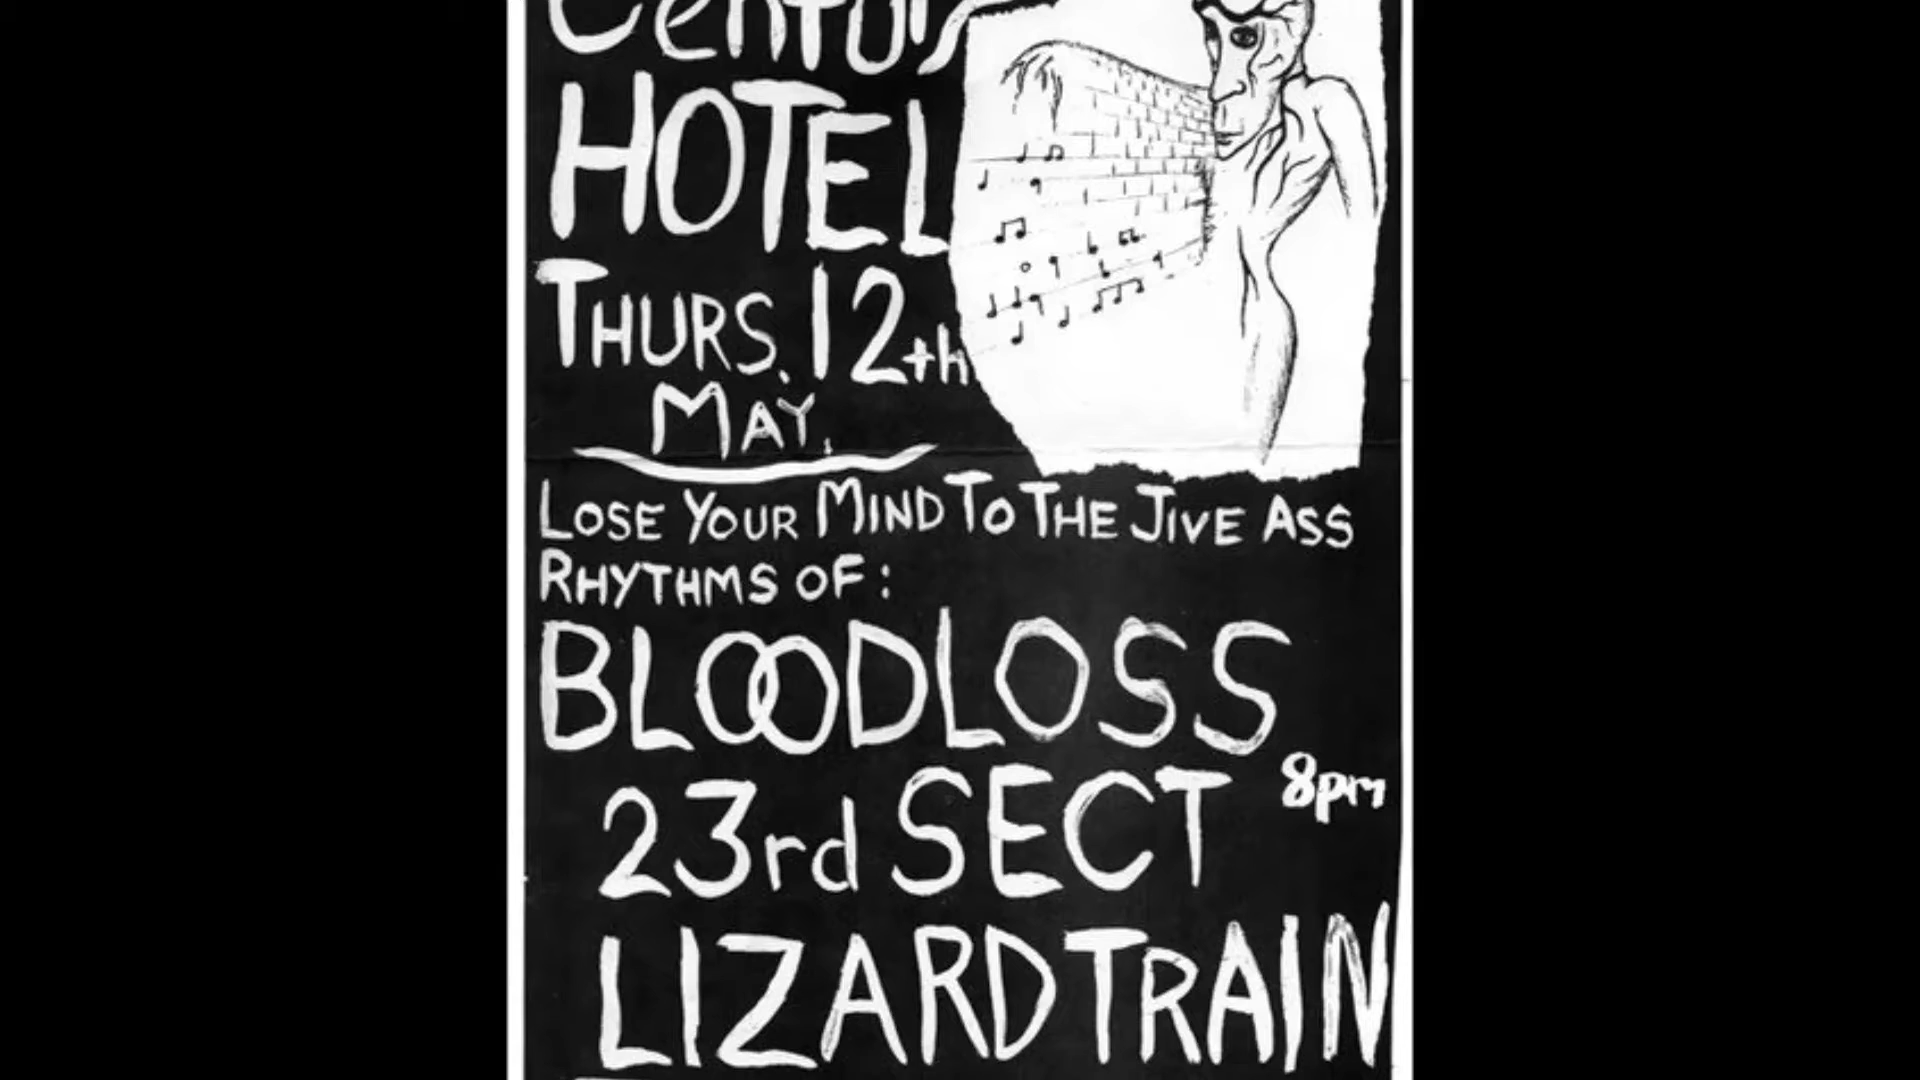 HOTEL
THURS. 12th
MAY.
LOSE YOUR MIND TO THE JIVE ASS
RHYTHMS OF:
BLOODLOSS
8pm
23rd SECT
LIZARD TRAIN